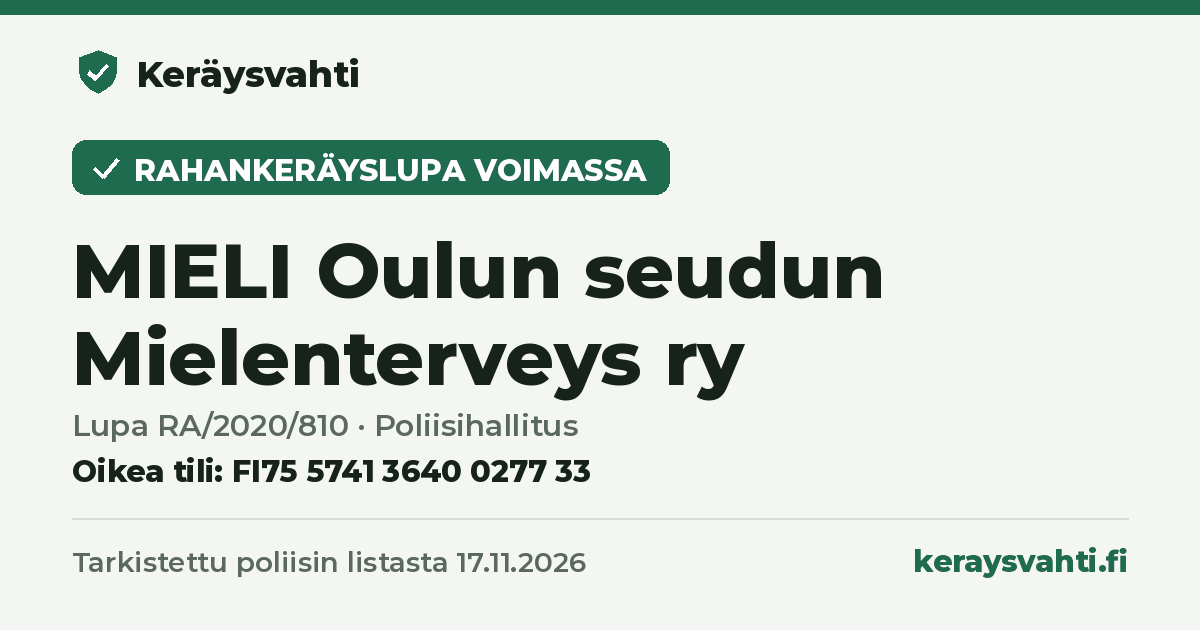 Keräysvahti
RAHANKERÄYSLUPA VOIMASSA
MIELI Oulun seudun
Mielenterveys ry
Lupa RA/2020/810 · Poliisihallitus
Oikea tili: FI75 5741 3640 0277 33
Tarkistettu poliisin listasta 17.11.2026
keraysvahti.fi